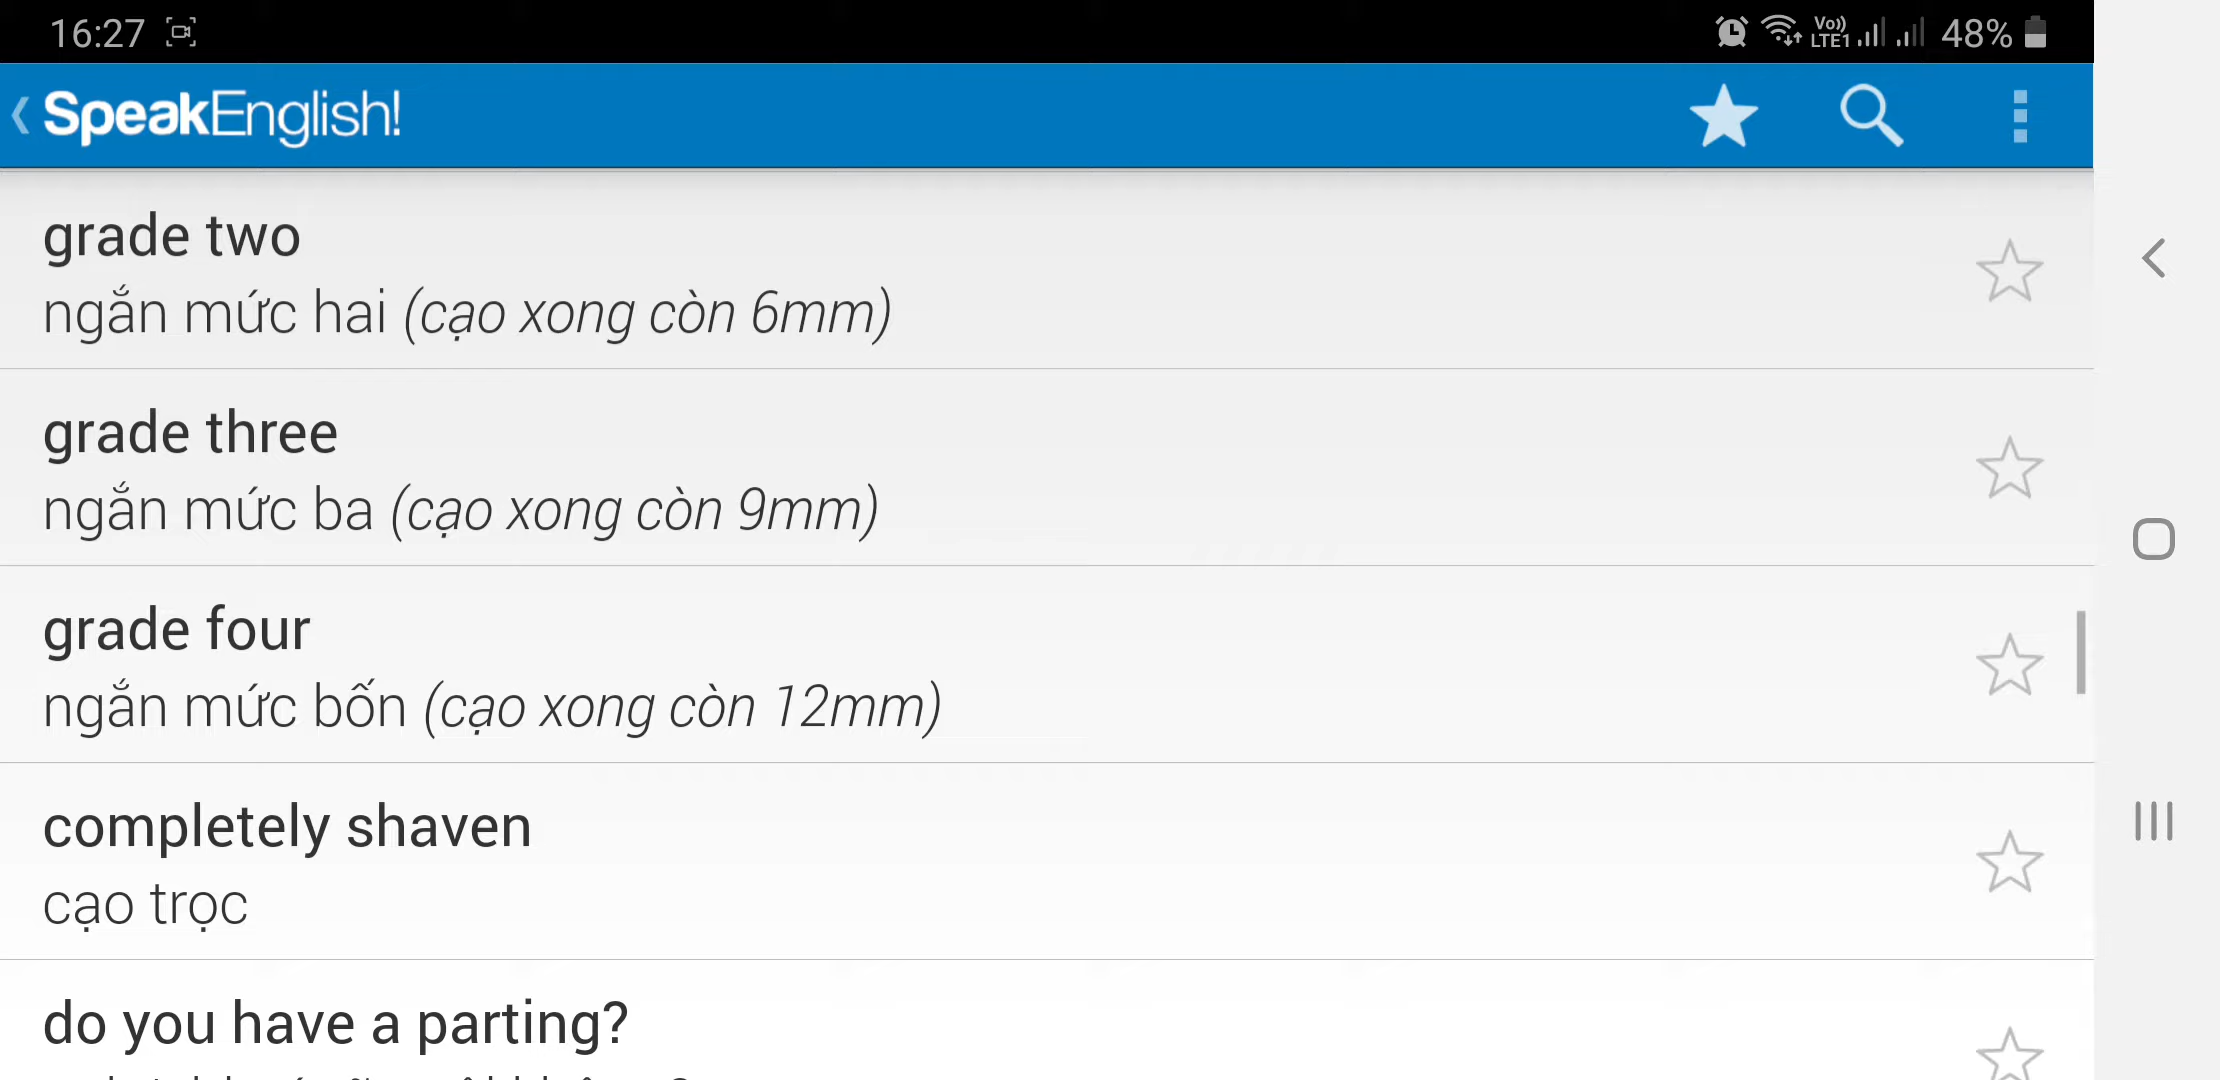 16:27
Vo))
LTE1
48%
SpeakEnglish!
grade two
ngắn mức hai (cạo xong còn 6mm)
grade three
ngắn mức ba (cạo xong còn 9mm)
grade four
ngắn mức bốn (cạo xong còn 12mm)
completely shaven
cạo trọc
do you have a parting?